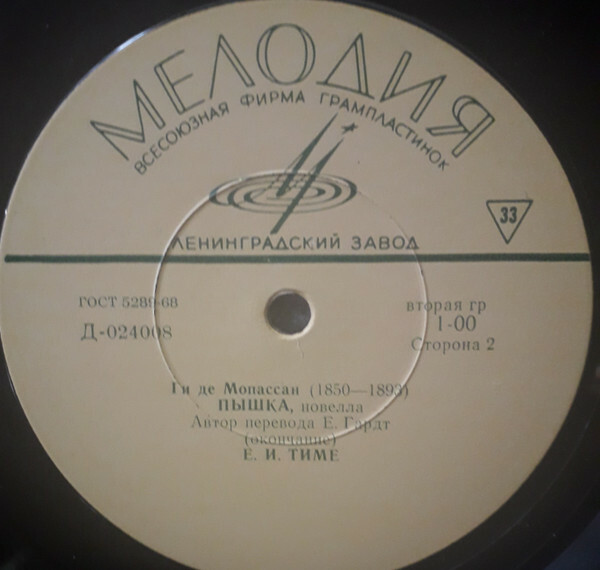 МЕЛОДИЯ
ВСЕСОЮЗНАЯ ФИРМА ГРАМПЛАСТИНОК
33
ЛЕНИНГРАДСКИЙ ЗАВОД
ГОСТ 5289-68
Д-024008
вторая гр
1-00
Сторона 2
Ги де Мопассан (1850—1893)
ПЫШКА, новелла
Автор перевода Е. Гардт
(окончание)
Е. И. ТИМЕ